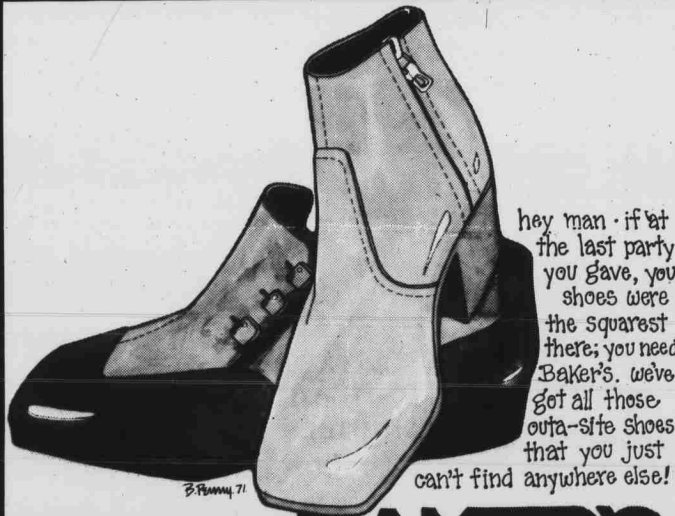 hey man · if at
the last party
you gave, you
shoes were
the squarest
there; you need
Baker's. we've
got all those
outa-site shoes
that you just
can't find anywhere else!
B. Penny. 71